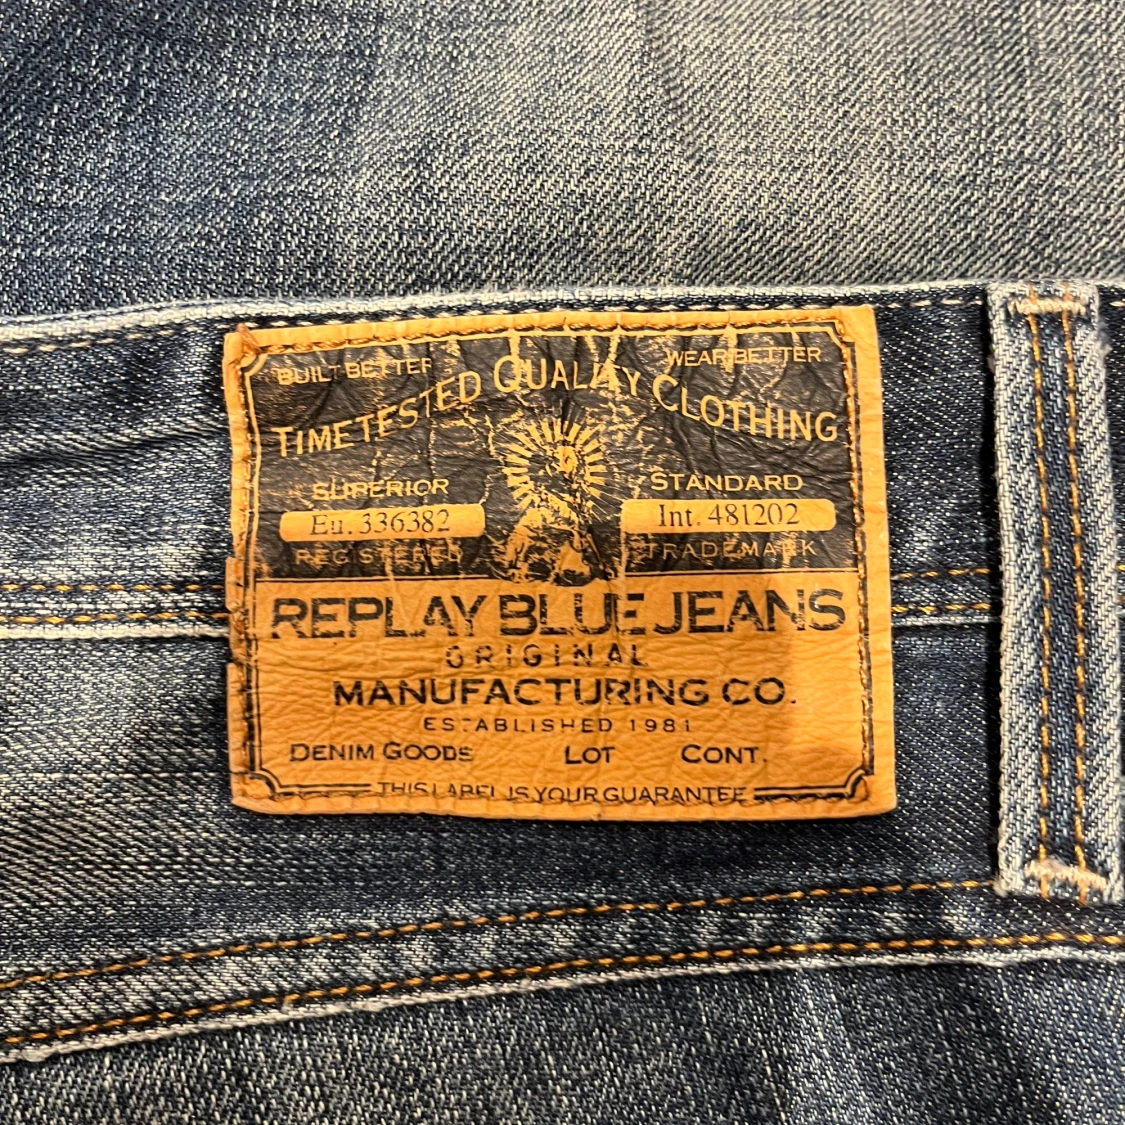 BUILT BETTER WEAR BETTER
TIMETESTED QUALITY CLOTHING
SUPERIOR STANDARD
Eu. 336382 Int. 481202
REGISTERED TRADEMARK
REPLAY BLUE JEANS
ORIGINAL
MANUFACTURING CO.
ESTABLISHED 1981
DENIM GOODS LOT CONT.
THIS LABEL IS YOUR GUARANTEE